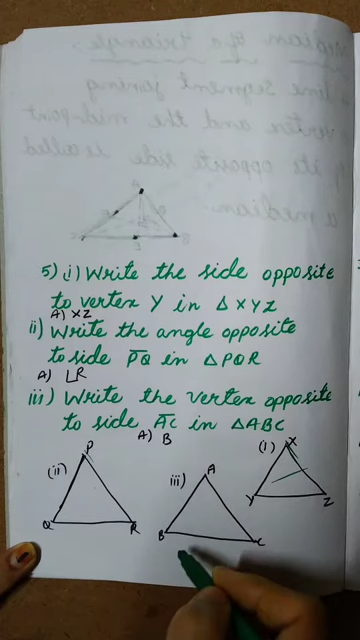 5) (i) Write the side opposite
to vertex Y in △XYZ
A) XZ
ii) Write the angle opposite
to side PQ in △PQR
A) ∠R
iii) Write the vertex opposite
to side AC in △ABC
A) B
(ii)
P
Q
R
iii)
A
B
C
(i)
X
Y
Z